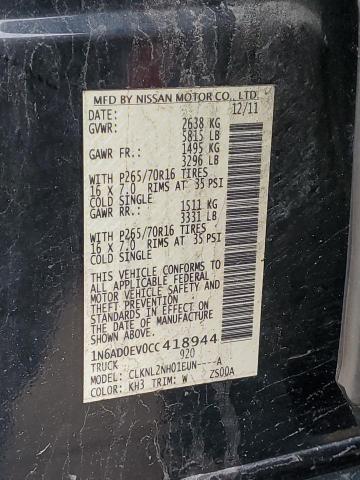 MFD BY NISSAN MOTOR CO., LTD.
DATE: 12/11
GVWR: 2638 KG
5815 LB
GAWR FR.: 1495 KG
3296 LB
WITH P265/70R16 TIRES
16 X 7.0 RIMS AT 35 PSI
COLD SINGLE
GAWR RR.: 1511 KG
3331 LB
WITH P265/70R16 TIRES
16 X 7.0 RIMS AT 35 PSI
COLD SINGLE
THIS VEHICLE CONFORMS TO
ALL APPLICABLE FEDERAL
MOTOR VEHICLE SAFETY AND
THEFT PREVENTION
STANDARDS IN EFFECT ON
THE DATE OF MANUFACTURE
SHOWN ABOVE.
1N6AD0EV0CC418944
TRUCK 920
MODEL: CLKNLZNHO1EUN----A
COLOR: KH3 TRIM: W ZS00A